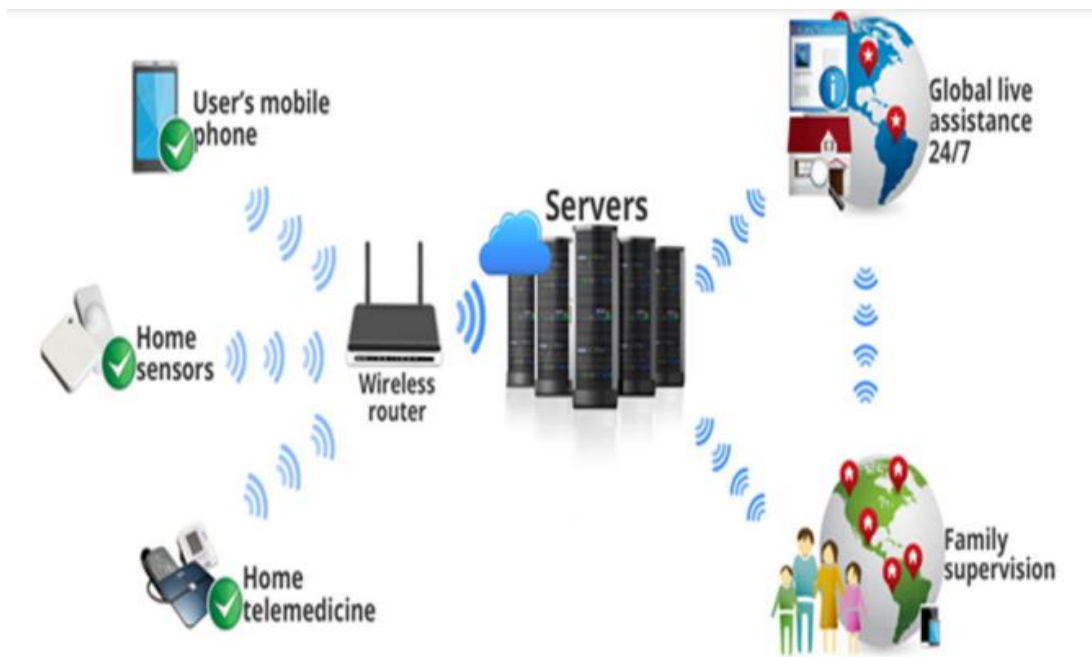 User's mobile
phone
Home
sensors
Home
telemedicine
Wireless
router
Servers
Global live
assistance
24/7
Family
supervision